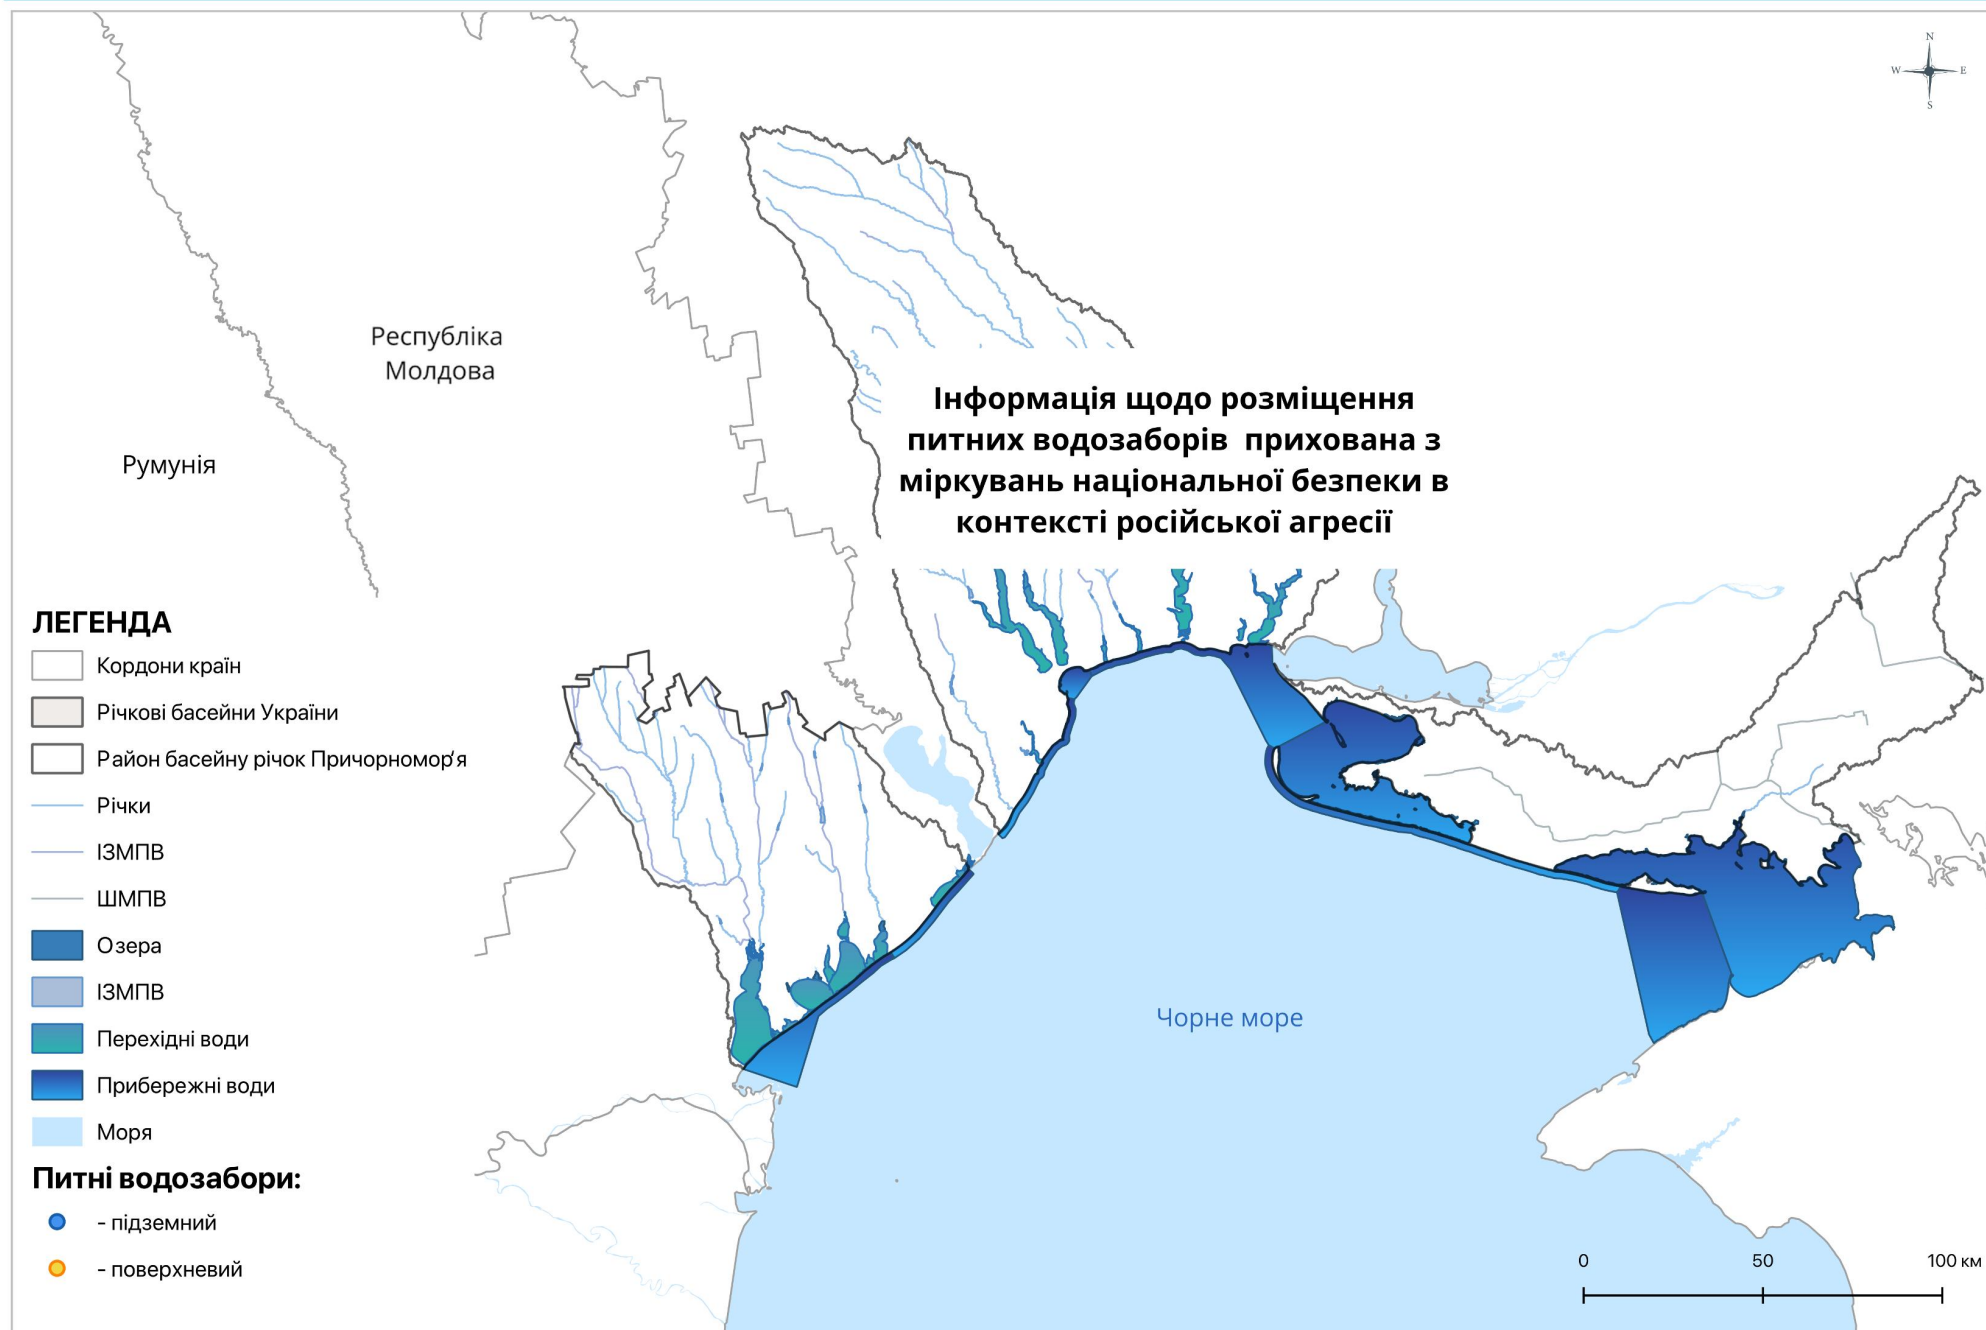 N
W E
S
Республіка
Молдова
Румунія
Інформація щодо розміщення
питних водозаборів прихована з
міркувань національної безпеки в
контексті російської агресії
ЛЕГЕНДА
Кордони країн
Річкові басейни України
Район басейну річок Причорномор'я
Річки
ІЗМПВ
ШМПВ
Озера
ІЗМПВ
Перехідні води
Прибережні води
Моря
Питні водозабори:
- підземний
- поверхневий
Чорне море
0 50 100 км